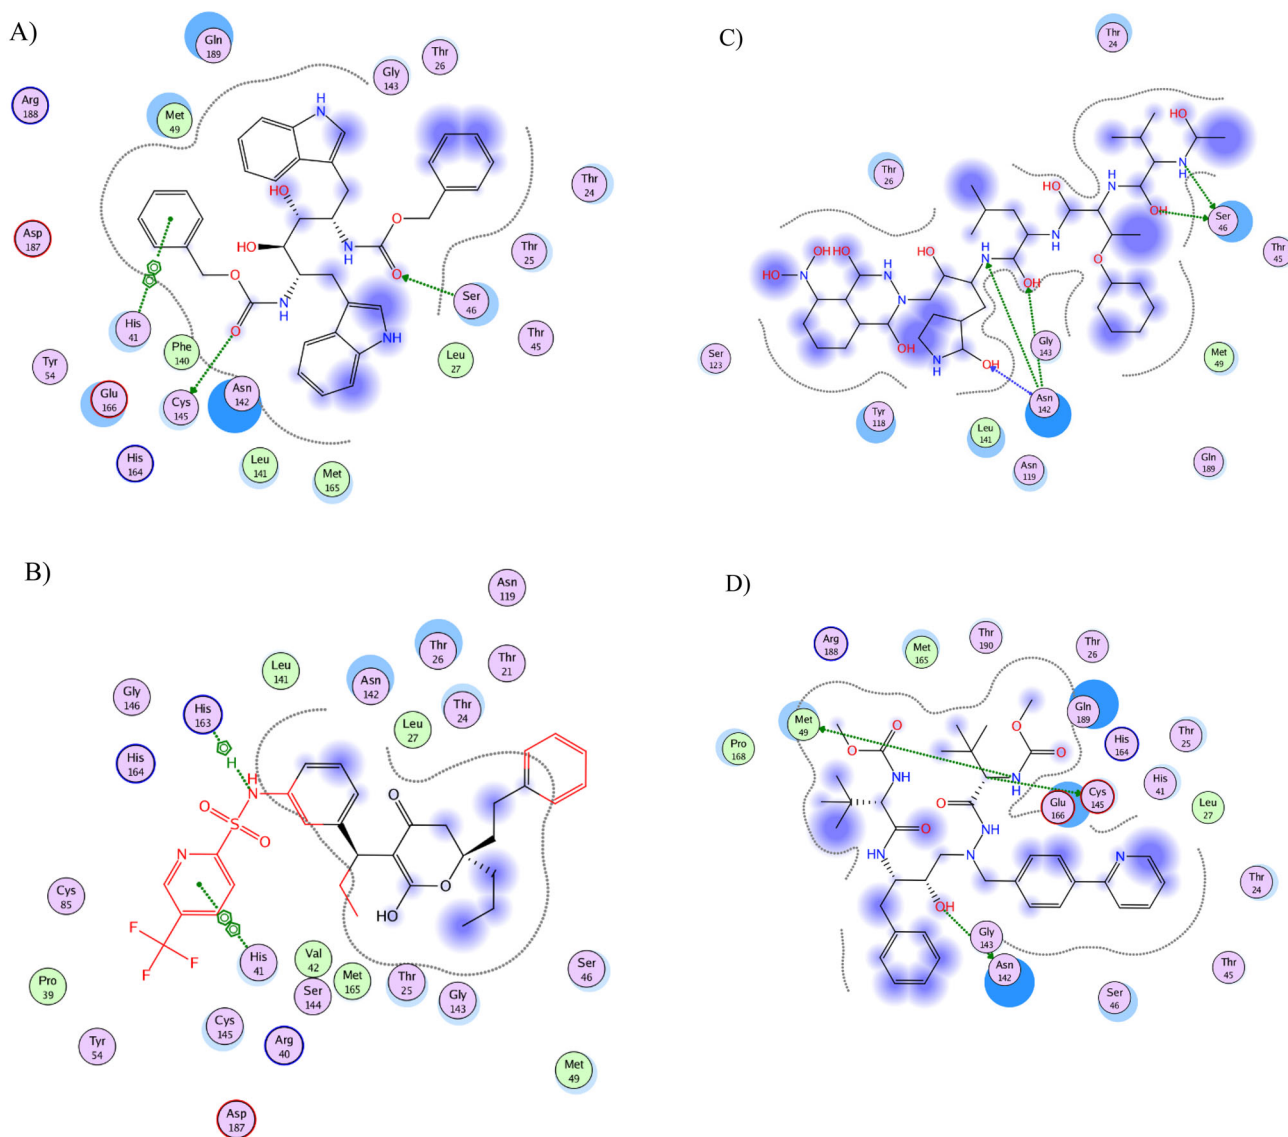 A)
Gln
189
Thr
26
Gly
143
Arg
188
Met
49
H
N
HO
Thr
24
O
Asp
187
HO
NH
O
Thr
25
O
Ser
46
O
HN
NH
His
41
O
Phe
140
Thr
45
Leu
27
Tyr
54
Glu
166
Cys
145
Asn
142
His
164
Leu
141
Met
165
C)
Thr
24
HO
N
H
Thr
26
HO
H
N
OH
Ser
46
Thr
45
N
H
O
OH
HO
HO
N
NH
N
HO
H
N
OH
Gly
143
Ser
123
OH
N
H
OH
Met
49
Asn
142
Tyr
118
Leu
141
Asn
119
Gln
189
B)
Asn
119
Leu
141
Asn
142
Thr
26
Thr
21
Gly
146
His
163
Thr
24
Leu
27
His
164
H
H
N
O
S
O
O
N
O
HO
Cys
85
F
F
F
His
41
Val
42
Met
165
Ser
144
Thr
25
Gly
143
Ser
46
Pro
39
Cys
145
Arg
40
Tyr
54
Met
49
Asp
187
D)
Arg
188
Met
165
Thr
190
Thr
26
Met
49
Gln
189
Pro
168
O
O
O
O
His
164
Thr
25
NH
N
H
His
41
O
Glu
166
Cys
145
Leu
27
O
NH
HN
N
N
OH
Thr
24
Gly
143
Asn
142
Thr
45
Ser
46